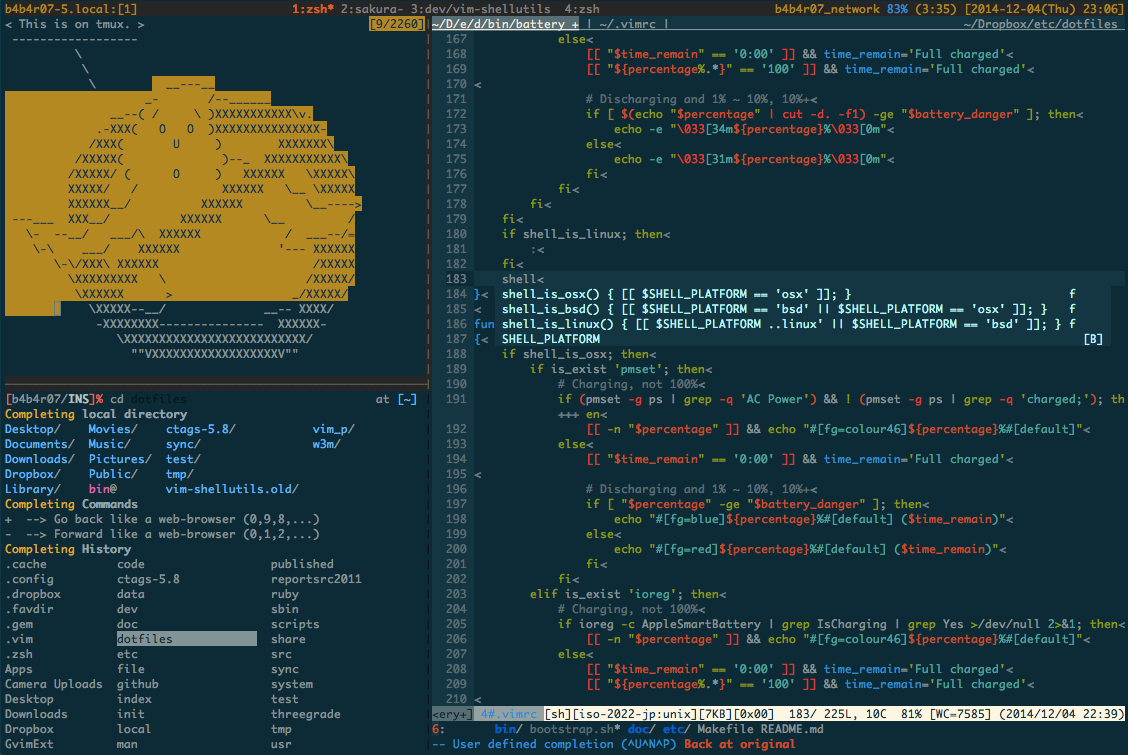 b4b4r07-5.local:[1] 1:zsh* 2:sakura- 3:dev/vim-shellutils 4:zsh b4b4r07_network 83% (3:35) [2014-12-04(Thu) 23:06]
< This is on tmux. > [9/2260]
-----------------
\
\
\ __---__
_- /--______
__--( / \ )XXXXXXXXXXX\v.
.-XXX( O O )XXXXXXXXXXXXXXX-
/XXX( U ) XXXXXXX\
/XXXXX( )--_ XXXXXXXXXXX\
/XXXXX/ ( O ) XXXXXX \XXXXX\
XXXXX/ / XXXXXX \__ \XXXXX
XXXXXX__/ XXXXXX \__---->
---___ XXX__/ XXXXXX \__ /
\- --__/ ___/\ XXXXXX / ___--/=
\-\ ___/ XXXXXX '--- XXXXXX
\-\/XXX\ XXXXXX /XXXXX
\XXXXXXXXX \ /XXXXX/
\XXXXXX > _/XXXXX/
\XXXXX--__/ __-- XXXX/
-XXXXXXXX--------------- XXXXXX-
\XXXXXXXXXXXXXXXXXXXXXXXXXX/
""VXXXXXXXXXXXXXXXXXXV""
[b4b4r07/INS]% cd dotfiles at [~]
Completing local directory
Desktop/ Movies/ ctags-5.8/ vim_p/
Documents/ Music/ sync/ w3m/
Downloads/ Pictures/ test/
Dropbox/ Public/ tmp/
Library/ bin@ vim-shellutils.old/
Completing Commands
+ --> Go back like a web-browser (0,9,8,...)
- --> Forward like a web-browser (0,1,2,...)
Completing History
.cache code published
.config ctags-5.8 reportsrc2011
.dropbox data ruby
.favdir dev sbin
.gem doc scripts
.vim dotfiles share
.zsh etc src
Apps file sync
Camera Uploads github system
Desktop index test
Downloads init threegrade
Dropbox local tmp
GvimExt man usr
~/D/e/d/bin/battery + | ~/.vimrc | ~/Dropbox/etc/dotfiles
167 else<
168 [[ "$time_remain" == '0:00' ]] && time_remain='Full charged'<
169 [[ "${percentage%.*}" == '100' ]] && time_remain='Full charged'<
170 <
171 # Discharging and 1% ~ 10%, 10%+<
172 if [ $(echo "$percentage" | cut -d. -f1) -ge "$battery_danger" ]; then<
173 echo -e "\033[34m${percentage}%\033[0m"<
174 else<
175 echo -e "\033[31m${percentage}%\033[0m"<
176 fi<
177 fi<
178 fi<
179 fi<
180 if shell_is_linux; then<
181 :<
182 fi<
183 shell<
184 }< shell_is_osx() { [[ $SHELL_PLATFORM == 'osx' ]]; } f
185 < shell_is_bsd() { [[ $SHELL_PLATFORM == 'bsd' || $SHELL_PLATFORM == 'osx' ]]; } f
186 fun shell_is_linux() { [[ $SHELL_PLATFORM ..linux' || $SHELL_PLATFORM == 'bsd' ]]; } f
187 {< SHELL_PLATFORM [B]
188 if shell_is_osx; then<
189 if is_exist 'pmset'; then<
190 # Charging, not 100%<
191 if (pmset -g ps | grep -q 'AC Power') && ! (pmset -g ps | grep -q 'charged;'); th
+++ en<
192 [[ -n "$percentage" ]] && echo "#[fg=colour46]${percentage}%#[default]"<
193 else<
194 [[ "$time_remain" == '0:00' ]] && time_remain='Full charged'<
195 <
196 # Discharging and 1% ~ 10%, 10%+<
197 if [ "$percentage" -ge "$battery_danger" ]; then<
198 echo "#[fg=blue]${percentage}%#[default] ($time_remain)"<
199 else<
200 echo "#[fg=red]${percentage}%#[default] ($time_remain)"<
201 fi<
202 fi<
203 elif is_exist 'ioreg'; then<
204 # Charging, not 100%<
205 if ioreg -c AppleSmartBattery | grep IsCharging | grep Yes >/dev/null 2>&1; then<
206 [[ -n "$percentage" ]] && echo "#[fg=colour46]${percentage}%#[default]"<
207 else<
208 [[ "$time_remain" == '0:00' ]] && time_remain='Full charged'<
209 [[ "${percentage%.*}" == '100' ]] && time_remain='Full charged'<
210 <
<ery+] 4#.vimrc [sh][iso-2022-jp:unix][7KB][0x00] 183/ 225L, 10C 81% [WC=7585] (2014/12/04 22:39)
6: bin/ bootstrap.sh* doc/ etc/ Makefile README.md
-- User defined completion (^U^N^P) Back at original